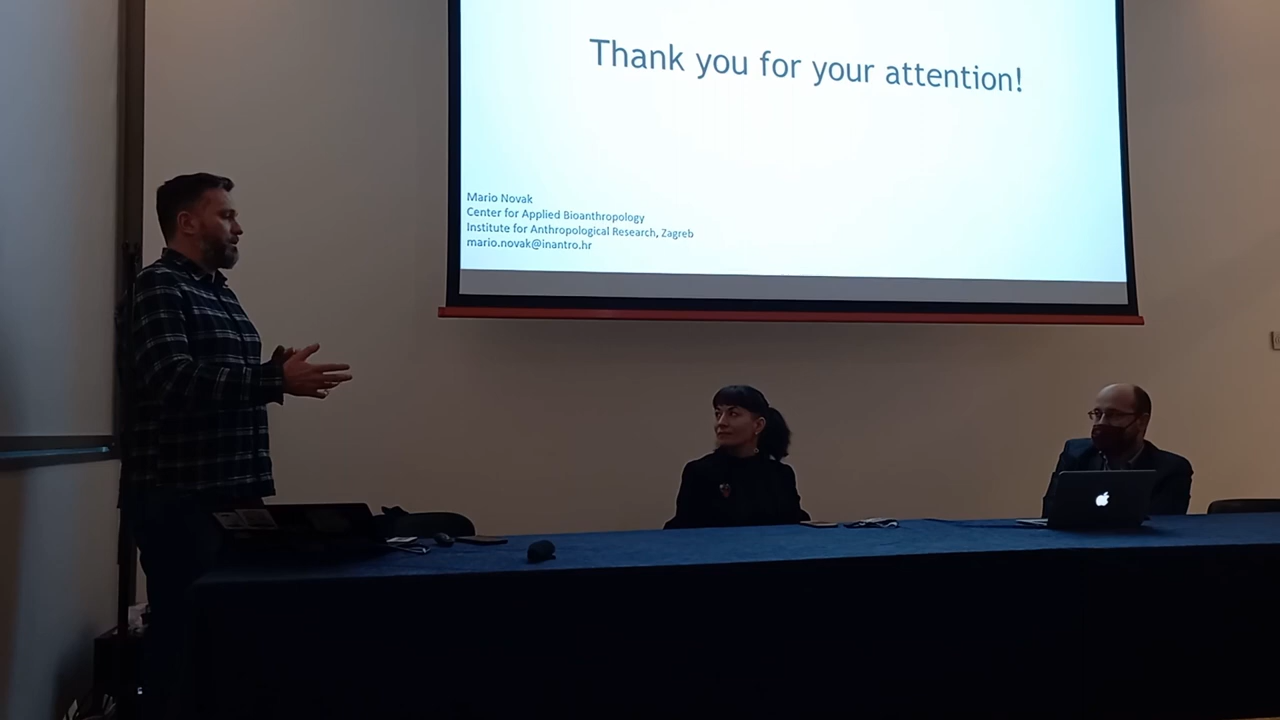 Thank you for your attention!
Mario Novak
Center for Applied Bioanthropology
Institute for Anthropological Research, Zagreb
mario.novak@inantro.hr